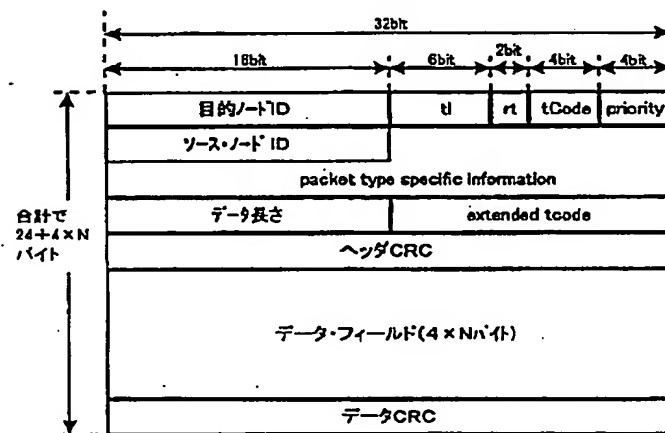 32bit
16bit 6bit 2bit 4bit 4bit
目的ノードID tl rt tCode priority
ソース・ノードID
packet type specific information
データ長さ extended tcode
合計で
24+4×N
バイト
ヘッダCRC
データ・フィールド(4×Nバイト)
データCRC